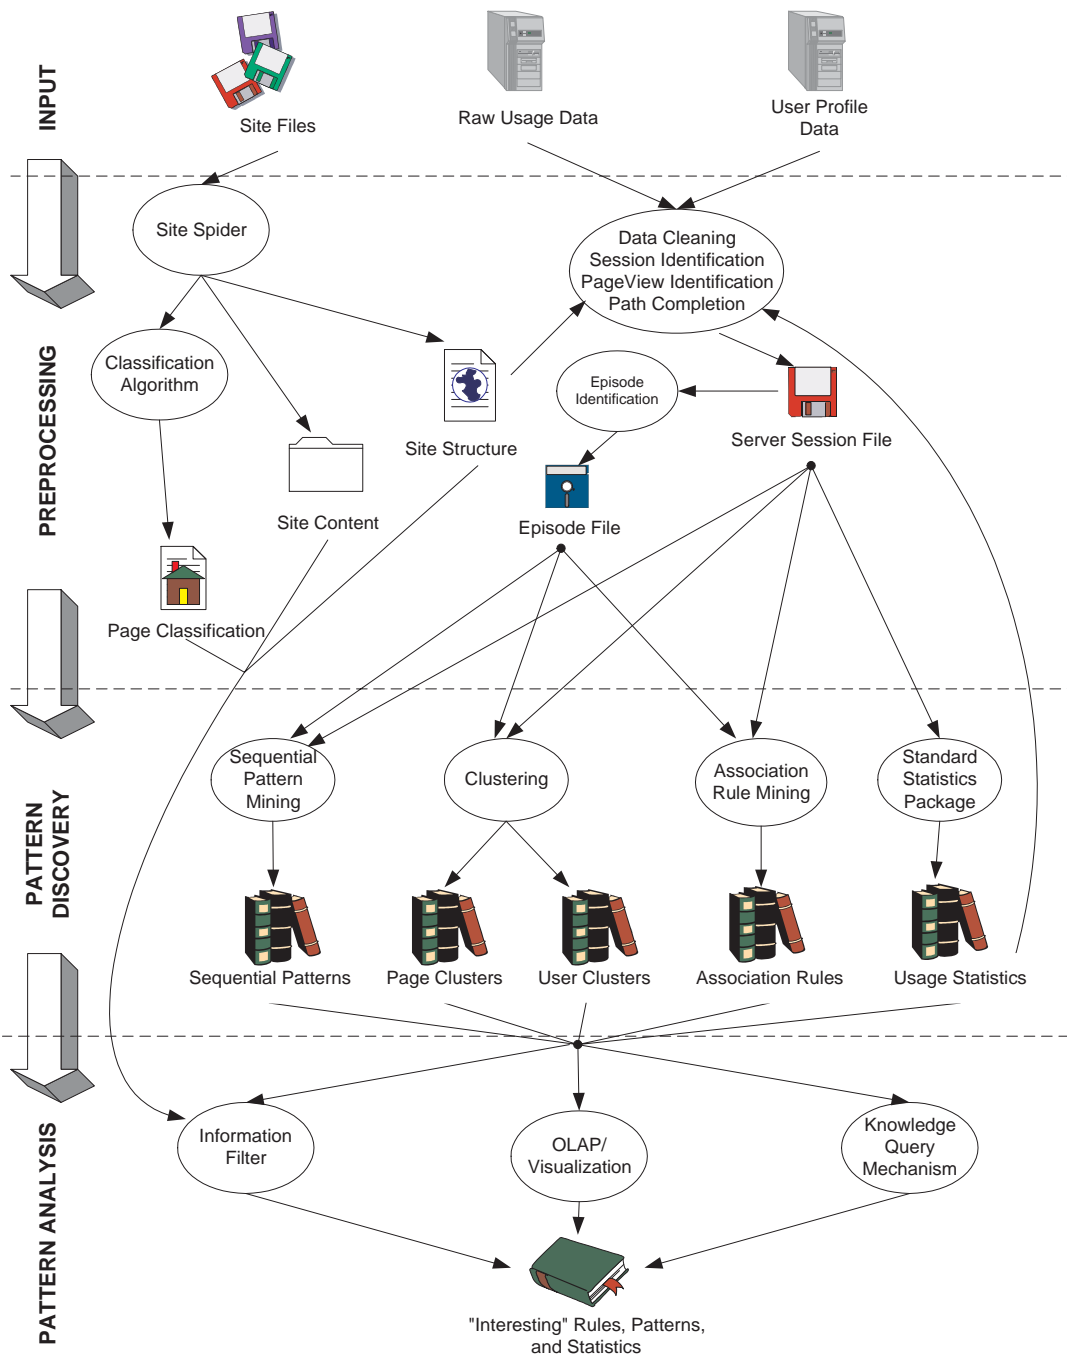 INPUT
Site Files
Raw Usage Data
User Profile
Data
Site Spider
Data Cleaning
Session Identification
PageView Identification
Path Completion
PREPROCESSING
Classification
Algorithm
Episode
Identification
Site Structure
Server Session File
Site Content
Episode File
Page Classification
PATTERN
DISCOVERY
Sequential
Pattern
Mining
Clustering
Association
Rule Mining
Standard
Statistics
Package
Sequential Patterns
Page Clusters
User Clusters
Association Rules
Usage Statistics
PATTERN ANALYSIS
Information
Filter
OLAP/
Visualization
Knowledge
Query
Mechanism
"Interesting" Rules, Patterns,
and Statistics